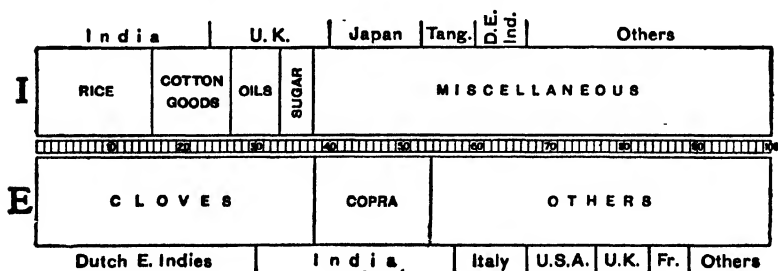 India U. K. Japan Tang. D. E. Ind. Others
I RICE COTTON GOODS OILS SUGAR MISCELLANEOUS
10 20 30 40 50 60 70 80 90 100
E CLOVES COPRA OTHERS
Dutch E. Indies India Italy U.S.A. U.K. Fr. Others